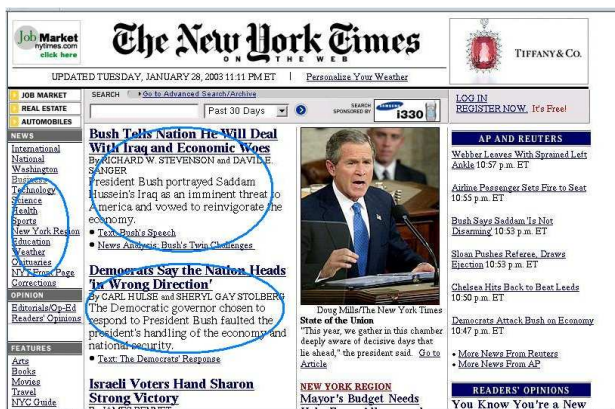 Job Market
nytimes.com
click here
The New York Times
ON THE WEB
TIFFANY & CO.
UPDATED TUESDAY, JANUARY 28, 2003 11:11 PM ET | Personalize Your Weather
JOB MARKET
REAL ESTATE
AUTOMOBILES
NEWS
International
National
Washington
Business
Technology
Science
Health
Sports
New York Region
Education
Weather
Obituaries
NYT Front Page
Corrections
OPINION
Editorials/Op-Ed
Readers' Opinions
FEATURES
Arts
Books
Movies
Travel
NYC Guide
SEARCH Go to Advanced Search/Archive
Past 30 Days
SEARCH
SPONSORED BY
SAMSUNG
i330
LOG IN
REGISTER NOW. It's Free!
Bush Tells Nation He Will Deal
With Iraq and Economic Woes
By RICHARD W. STEVENSON and DAVID E.
SANGER
President Bush portrayed Saddam
Hussein's Iraq as an imminent threat to
America and vowed to reinvigorate the
economy.
• Text: Bush's Speech
• News Analysis: Bush's Twin Challenges
Democrats Say the Nation Heads
'in Wrong Direction'
By CARL HULSE and SHERYL GAY STOLBERG
The Democratic governor chosen to
respond to President Bush faulted the
president's handling of the economy and
national security.
• Text: The Democrats' Response
Israeli Voters Hand Sharon
Strong Victory
By JAMES BENNET
Doug Mills/The New York Times
State of the Union
"This year, we gather in this chamber
deeply aware of decisive days that
lie ahead," the president said. Go to
Article
NEW YORK REGION
Mayor's Budget Needs
AP AND REUTERS
Webber Leaves With Sprained Left
Ankle 10:57 p.m. ET
Airline Passenger Sets Fire to Seat
10:55 p.m. ET
Bush Says Saddam 'Is Not
Disarming' 10:53 p.m. ET
Sloan Pushes Referee, Draws
Ejection 10:53 p.m. ET
Chelsea Hits Back to Beat Leeds
10:50 p.m. ET
Democrats Attack Bush on Economy
10:47 p.m. ET
• More News From Reuters
• More News From AP
READERS' OPINIONS
You Know You're a New